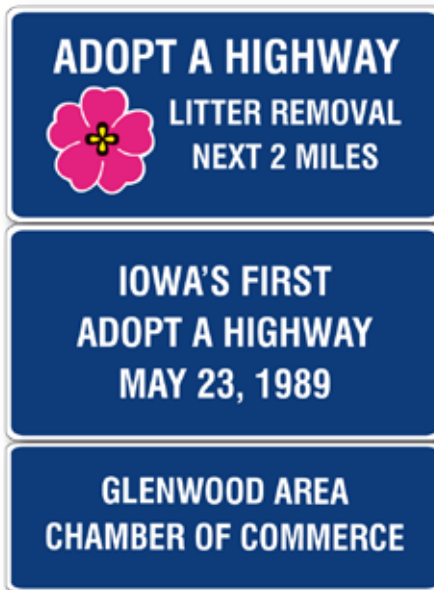 ADOPT A HIGHWAY
LITTER REMOVAL
NEXT 2 MILES
IOWA'S FIRST
ADOPT A HIGHWAY
MAY 23, 1989
GLENWOOD AREA
CHAMBER OF COMMERCE